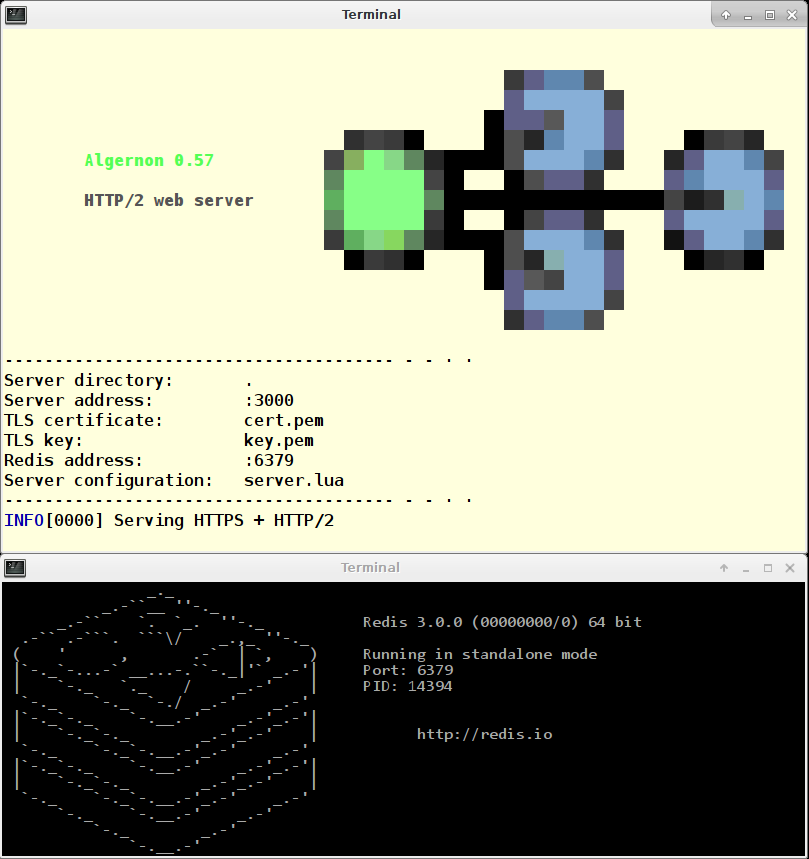 Terminal
Algernon 0.57
HTTP/2 web server
--------------------------------------- - - · ·
Server directory:       .
Server address:         :3000
TLS certificate:        cert.pem
TLS key:                key.pem
Redis address:          :6379
Server configuration:   server.lua
--------------------------------------- - - · ·
INFO[0000] Serving HTTPS + HTTP/2
Terminal
Redis 3.0.0 (00000000/0) 64 bit
Running in standalone mode
Port: 6379
PID: 14394
http://redis.io